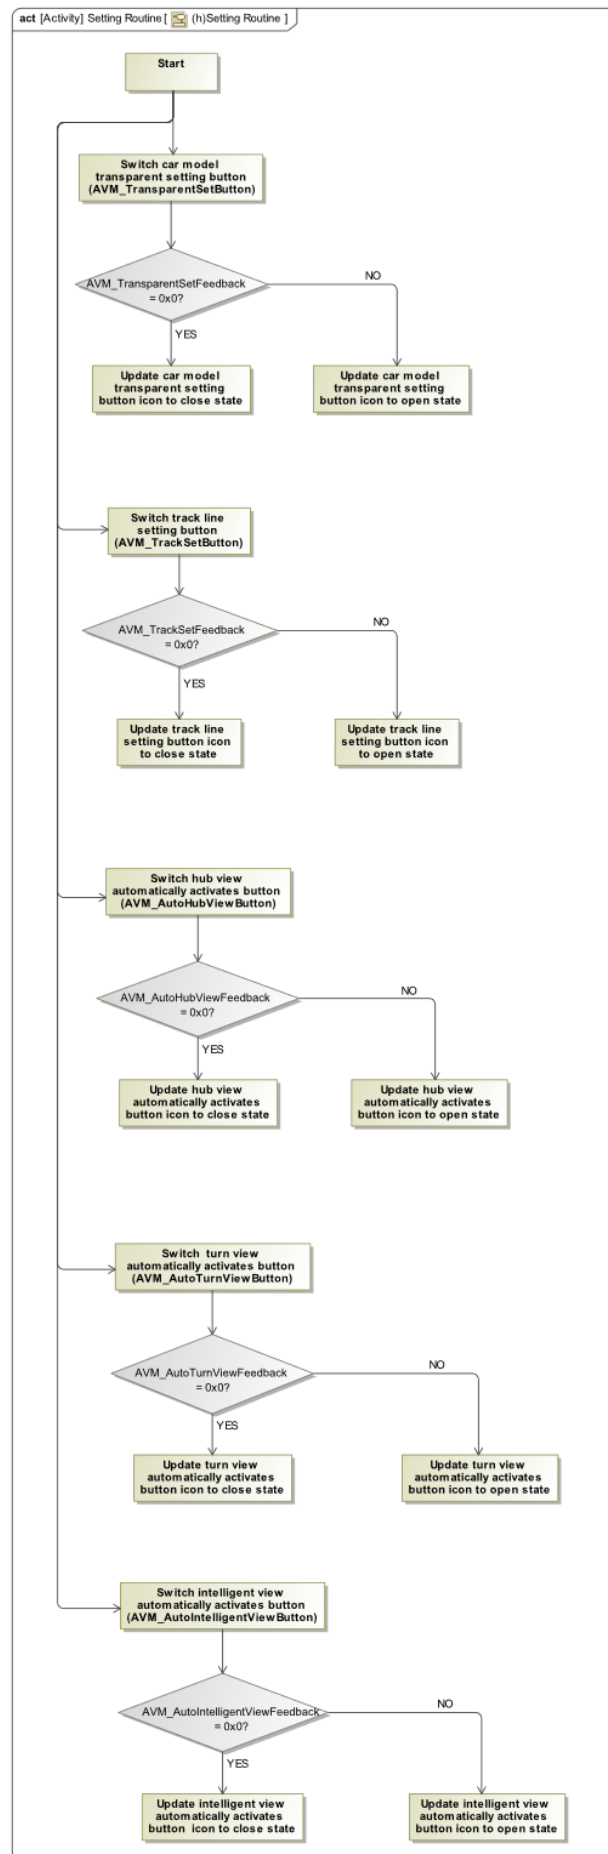 act [Activity] Setting Routine [ (h)Setting Routine ]
Start
Switch car model
transparent setting button
(AVM_TransparentSetButton)
AVM_TransparentSetFeedback
= 0x0?
NO
YES
Update car model
transparent setting
button icon to close state
Update car model
transparent setting
button icon to open state
Switch track line
setting button
(AVM_TrackSetButton)
AVM_TrackSetFeedback
= 0x0?
NO
YES
Update track line
setting button icon
to close state
Update track line
setting button icon
to open state
Switch hub view
automatically activates button
(AVM_AutoHubViewButton)
AVM_AutoHubViewFeedback
= 0x0?
NO
YES
Update hub view
automatically activates
button icon to close state
Update hub view
automatically activates
button icon to open state
Switch turn view
automatically activates button
(AVM_AutoTurnViewButton)
AVM_AutoTurnViewFeedback
= 0x0?
NO
YES
Update turn view
automatically activates
button icon to close state
Update turn view
automatically activates
button icon to open state
Switch intelligent view
automatically activates button
(AVM_AutoIntelligentViewButton)
AVM_AutoIntelligentViewFeedback
= 0x0?
NO
YES
Update intelligent view
automatically activates
button icon to close state
Update intelligent view
automatically activates
button icon to open state